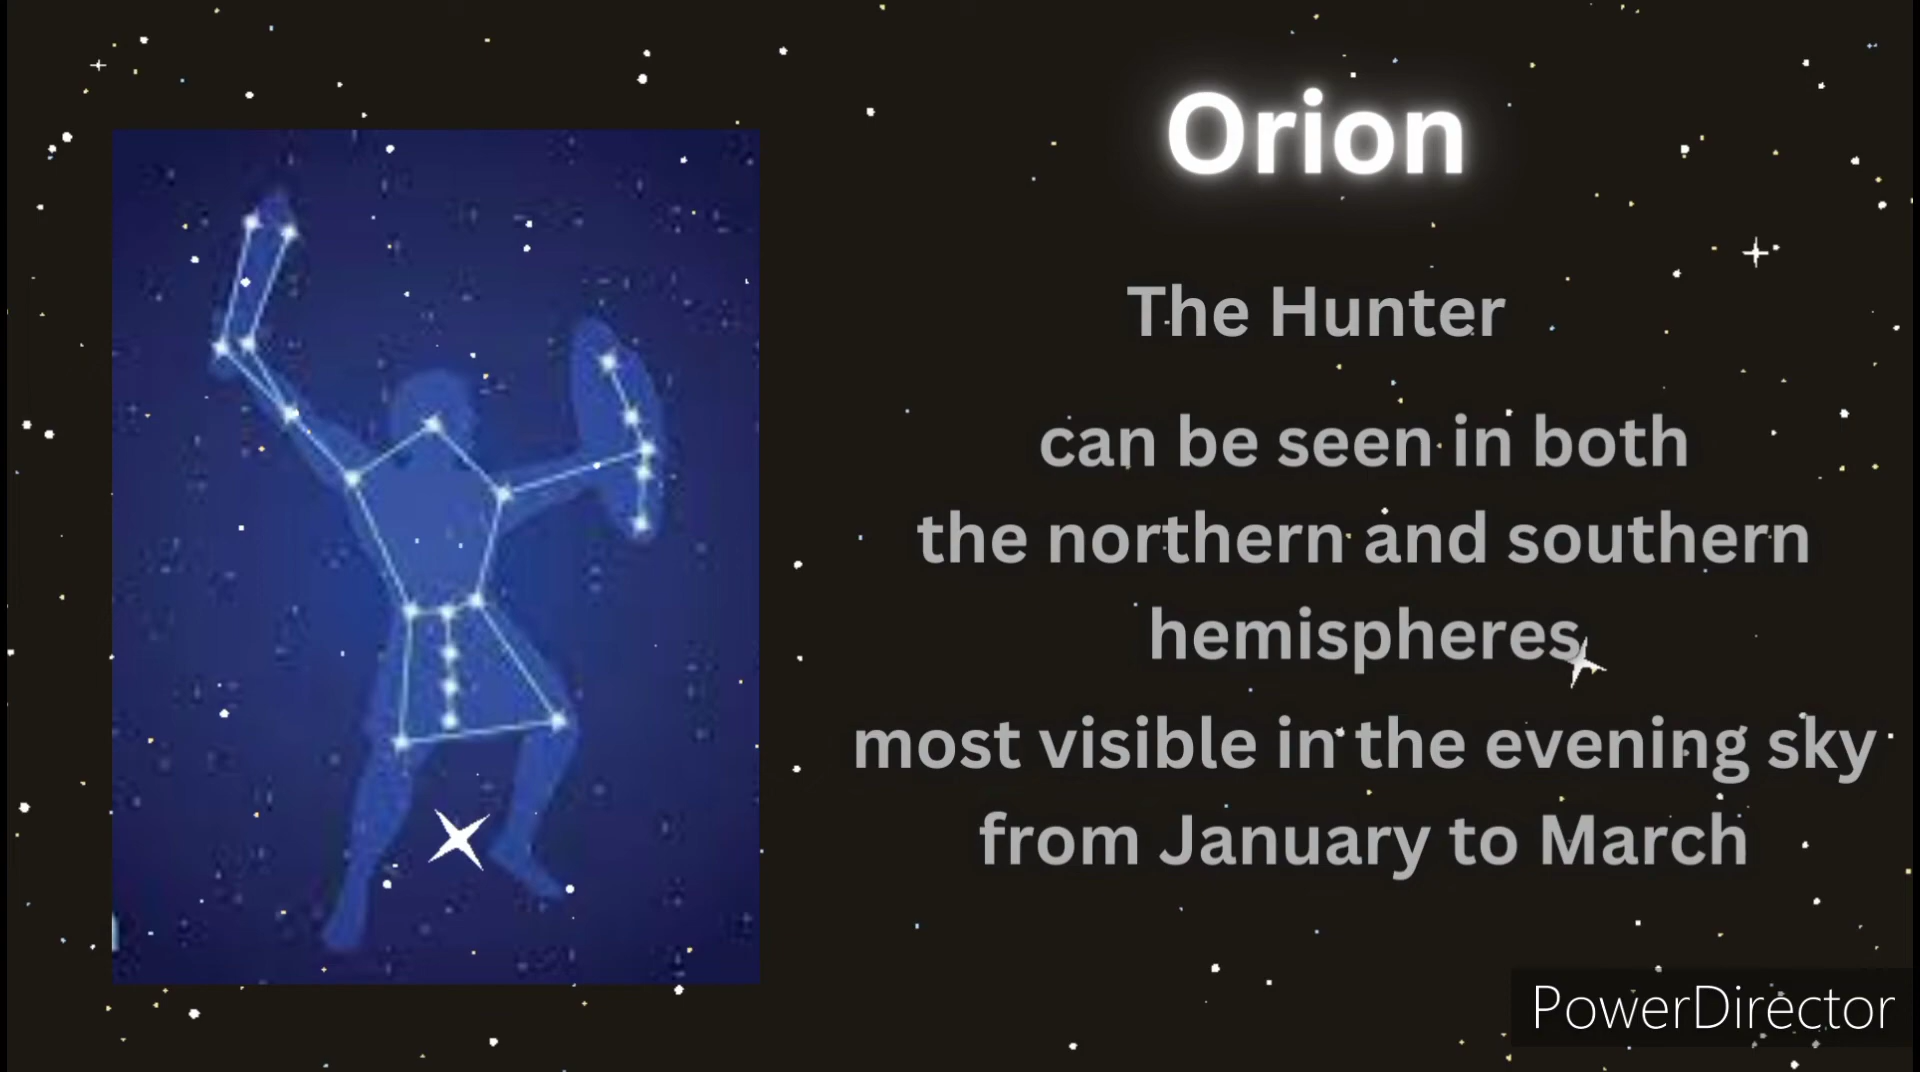 Orion
The Hunter
can be seen in both
the northern and southern
hemispheres
most visible in the evening sky
from January to March
PowerDirector